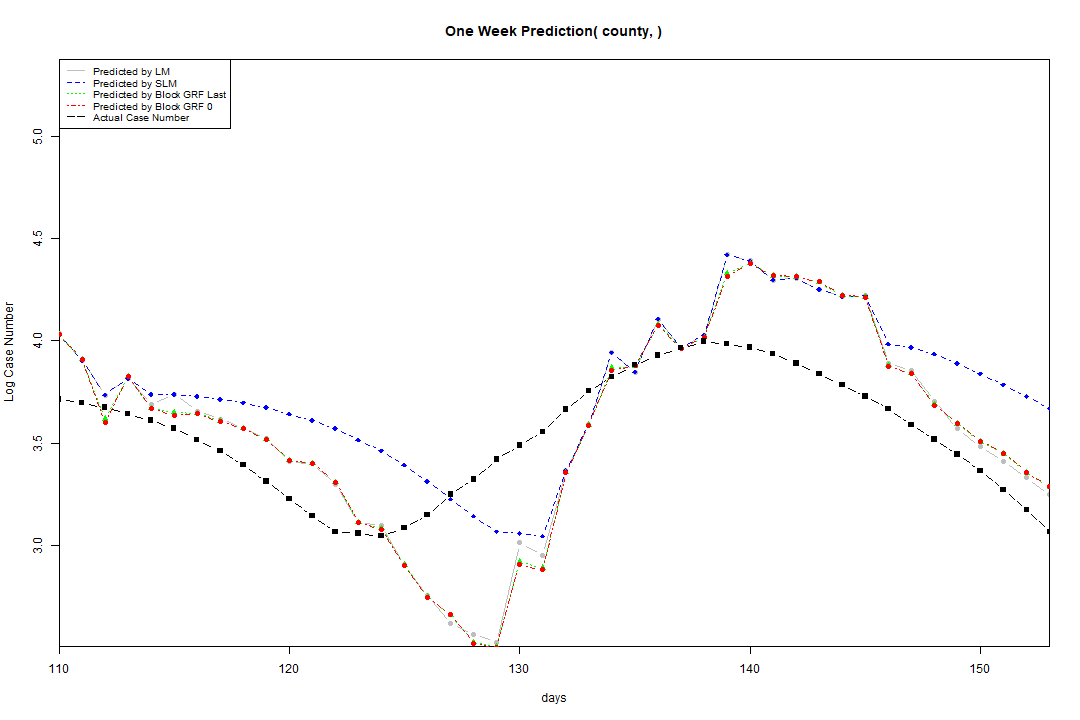 One Week Prediction( county, )
Predicted by LM
Predicted by SLM
Predicted by Block GRF Last
Predicted by Block GRF 0
Actual Case Number
Log Case Number
5.0
4.5
4.0
3.5
3.0
110 120 130 140 150
days